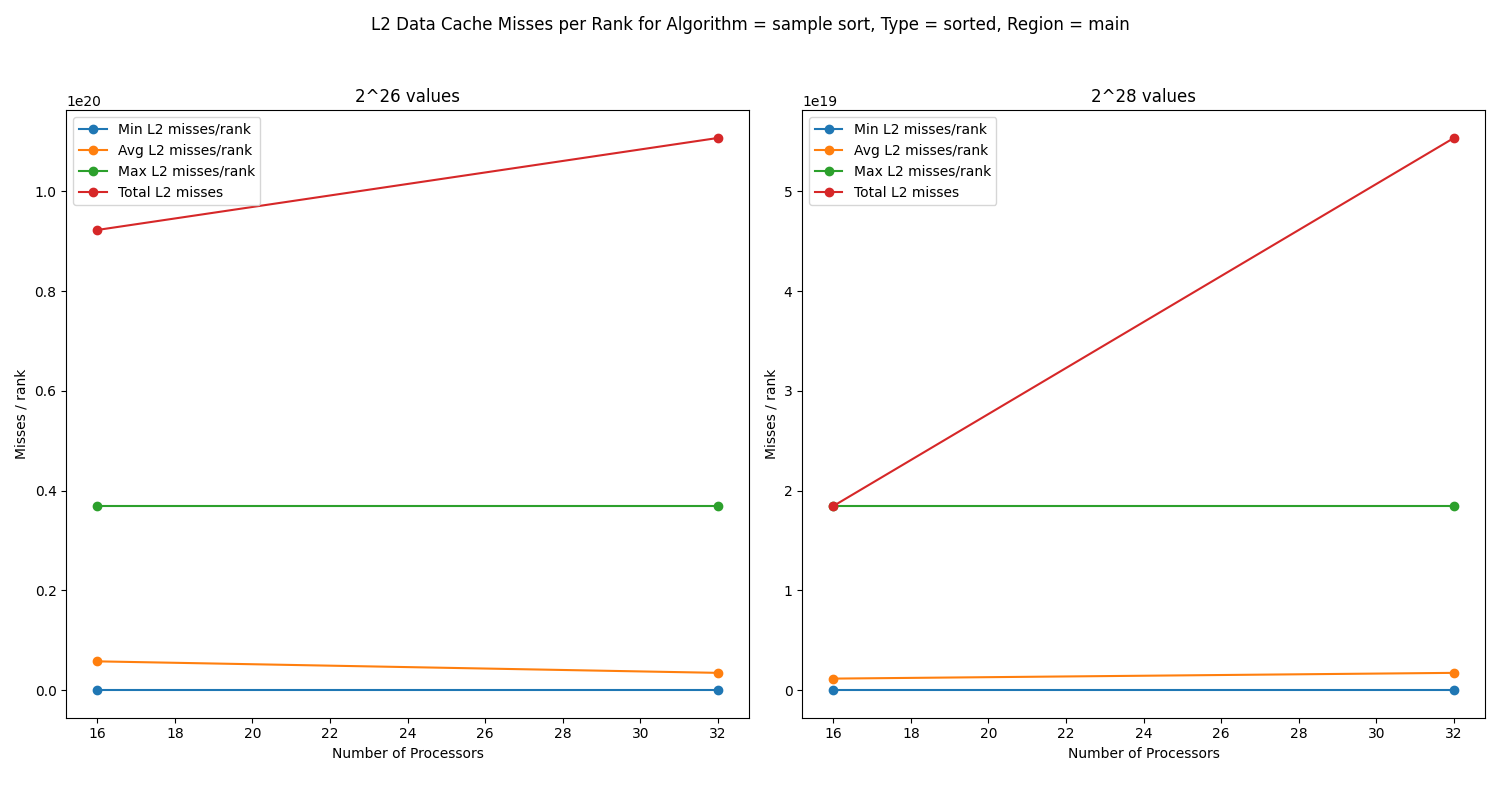 L2 Data Cache Misses per Rank for Algorithm = sample sort, Type = sorted, Region = main
2^26 values
1e20
Min L2 misses/rank
Avg L2 misses/rank
Max L2 misses/rank
Total L2 misses
1.0
0.8
0.6
0.4
0.2
0.0
Misses / rank
16 18 20 22 24 26 28 30 32
Number of Processors
2^28 values
1e19
Min L2 misses/rank
Avg L2 misses/rank
Max L2 misses/rank
Total L2 misses
5
4
3
2
1
0
Misses / rank
16 18 20 22 24 26 28 30 32
Number of Processors